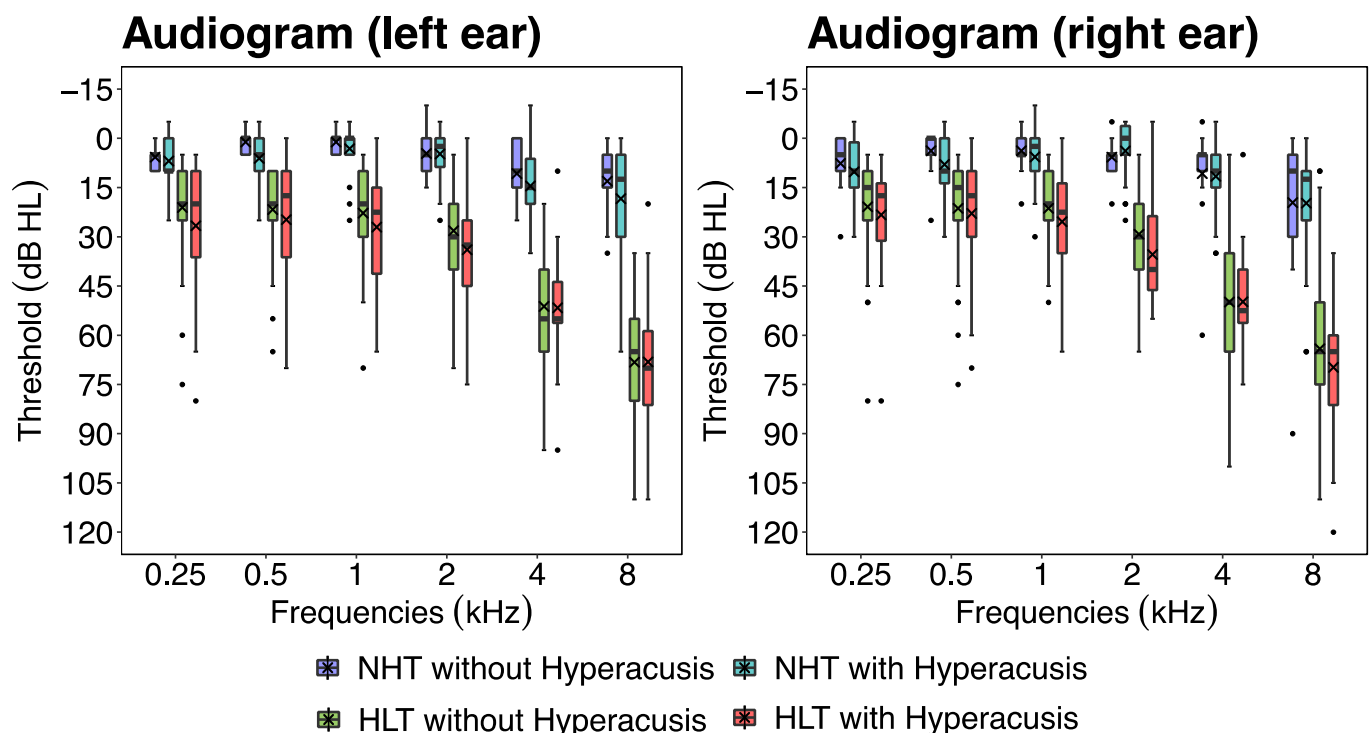 Audiogram (left ear)
Audiogram (right ear)
Threshold (dB HL)
−15
0
15
30
45
60
75
90
105
120
0.25 0.5 1 2 4 8
Frequencies (kHz)
Threshold (dB HL)
−15
0
15
30
45
60
75
90
105
120
0.25 0.5 1 2 4 8
Frequencies (kHz)
NHT without Hyperacusis
NHT with Hyperacusis
HLT without Hyperacusis
HLT with Hyperacusis